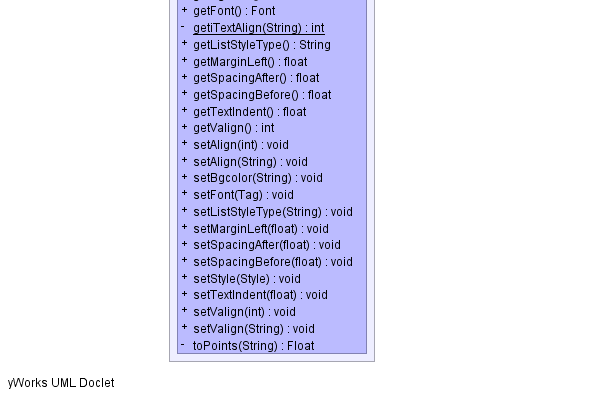 + getFont() : Font
- getiTextAlign(String) : int
+ getListStyleType() : String
+ getMarginLeft() : float
+ getSpacingAfter() : float
+ getSpacingBefore() : float
+ getTextIndent() : float
+ getValign() : int
+ setAlign(int) : void
+ setAlign(String) : void
+ setBgcolor(String) : void
+ setFont(Tag) : void
+ setListStyleType(String) : void
+ setMarginLeft(float) : void
+ setSpacingAfter(float) : void
+ setSpacingBefore(float) : void
+ setStyle(Style) : void
+ setTextIndent(float) : void
+ setValign(int) : void
+ setValign(String) : void
- toPoints(String) : Float
yWorks UML Doclet